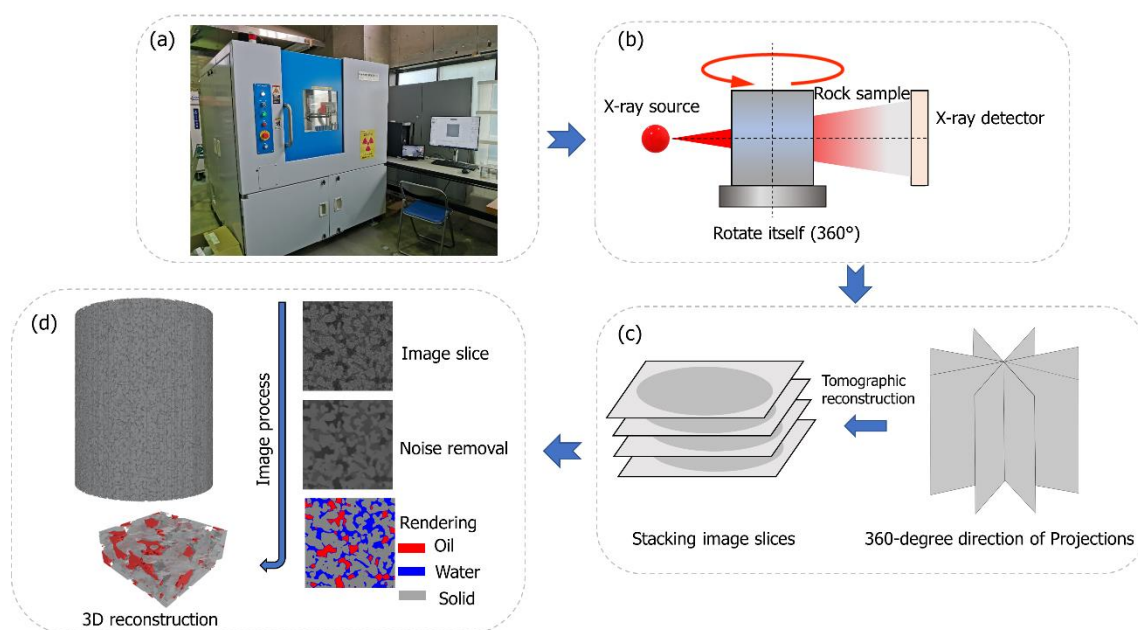 (a)
(b)
X-ray source
Rock sample
X-ray detector
Rotate itself (360°)
(c)
Tomographic
reconstruction
Stacking image slices
360-degree direction of Projections
(d)
Image process
Image slice
Noise removal
Rendering
Oil
Water
Solid
3D reconstruction